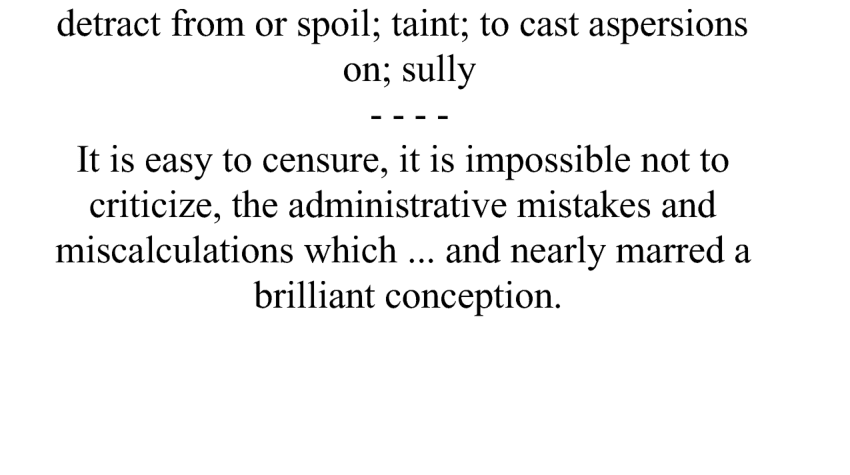 detract from or spoil; taint; to cast aspersions
on; sully
- - - -
It is easy to censure, it is impossible not to
criticize, the administrative mistakes and
miscalculations which ... and nearly marred a
brilliant conception.